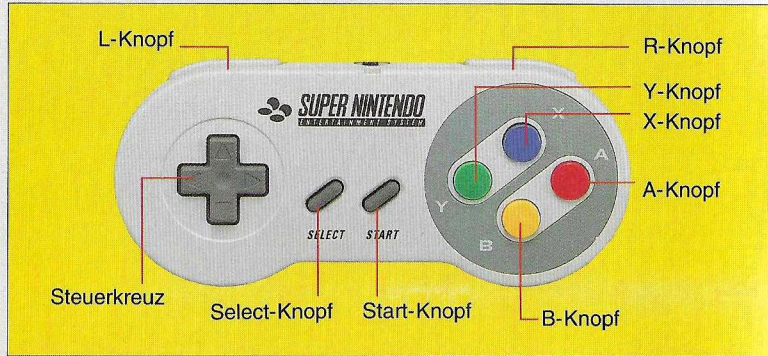 L-Knopf
R-Knopf
Y-Knopf
X-Knopf
A-Knopf
SUPER NINTENDO
ENTERTAINMENT SYSTEM
X
A
Y
B
SELECT
START
Steuerkreuz
Select-Knopf
Start-Knopf
B-Knopf